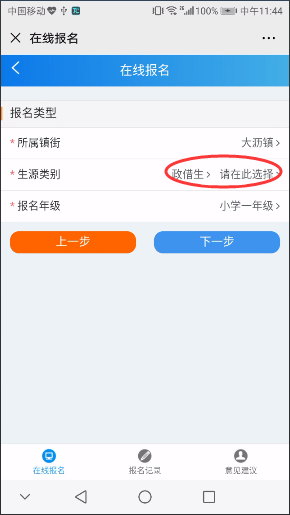 中国移动 100% 中午11:44
在线报名
在线报名
报名类型
*所属镇街 大沥镇
*生源类别 政借生 请在此选择
*报名年级 小学一年级
上一步 下一步
在线报名 报名记录 意见建议